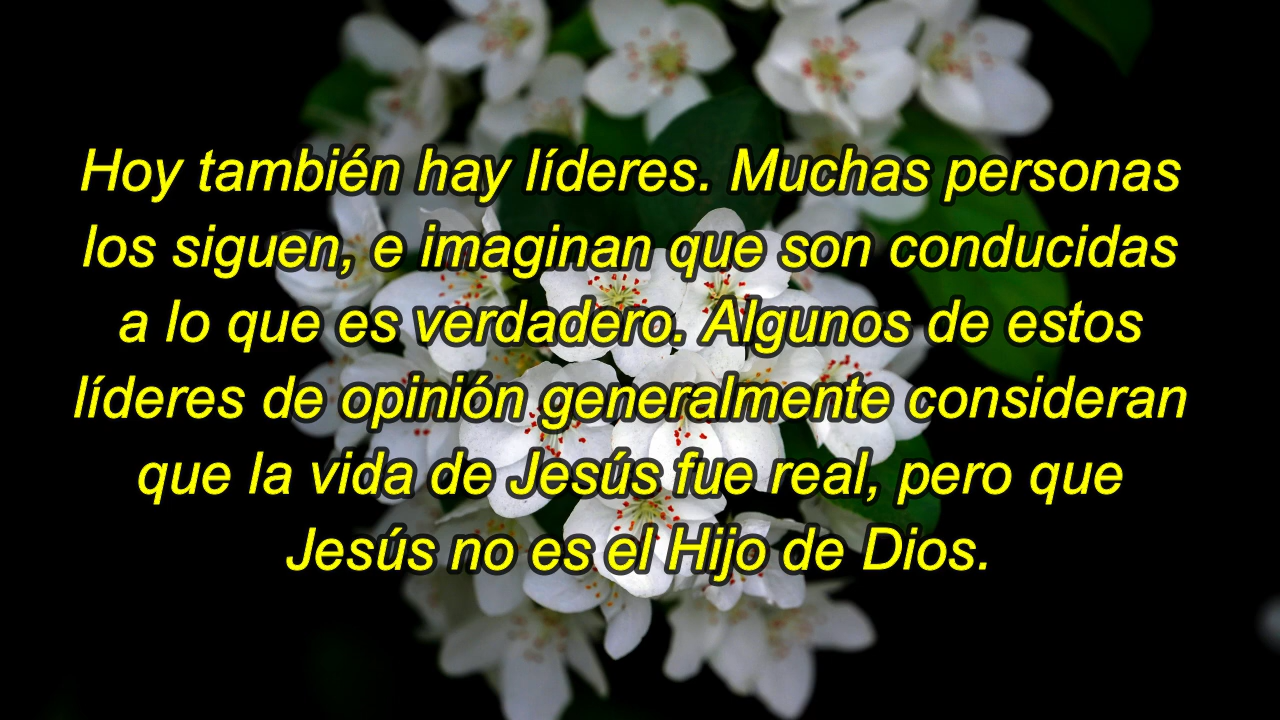 Hoy también hay líderes. Muchas personas
los siguen, e imaginan que son conducidas
a lo que es verdadero. Algunos de estos
líderes de opinión generalmente consideran
que la vida de Jesús fue real, pero que
Jesús no es el Hijo de Dios.